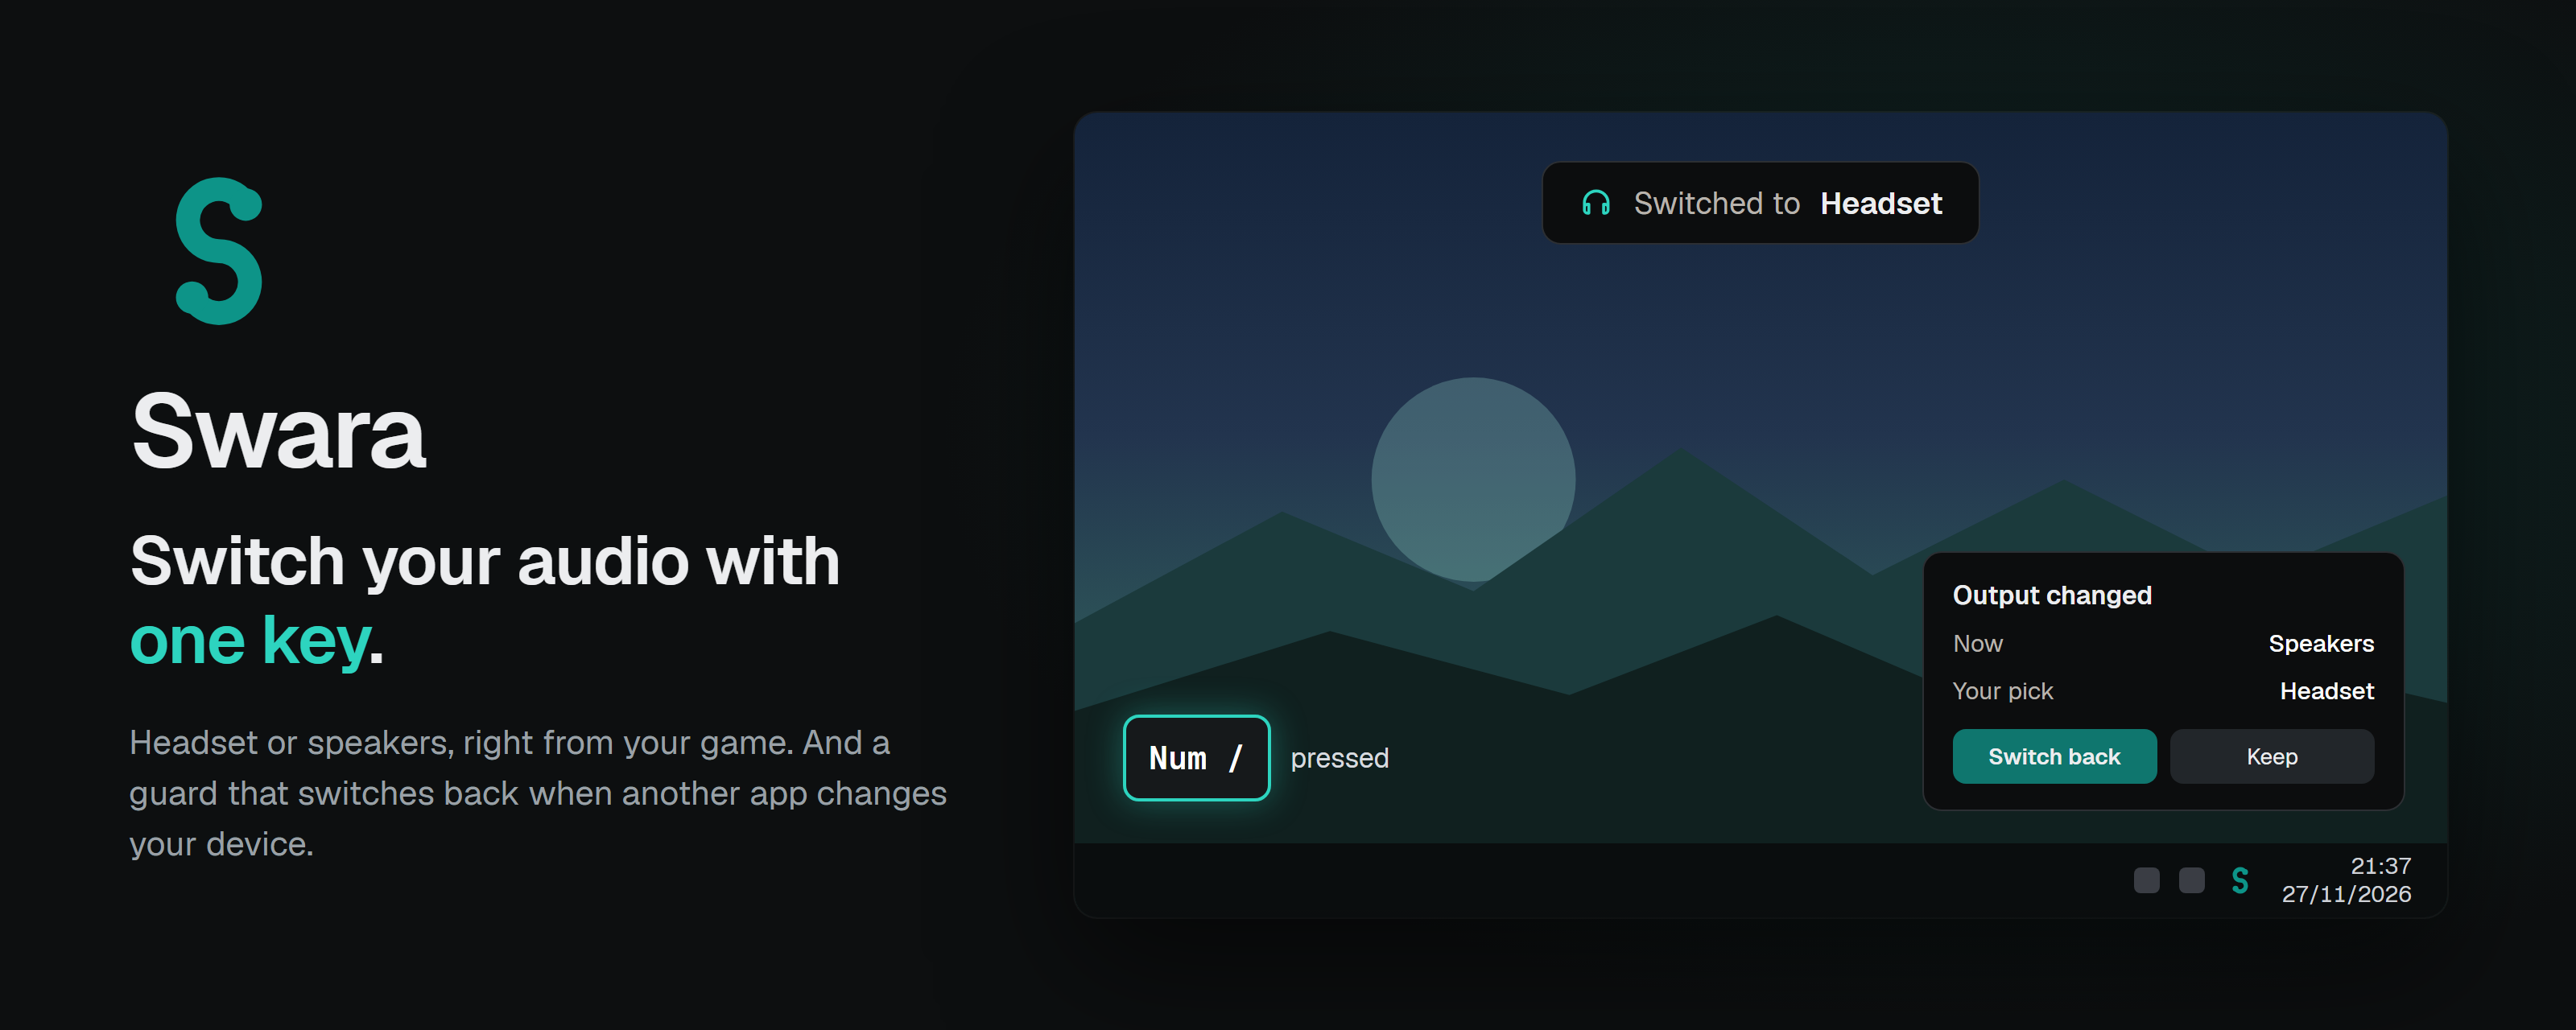 Swara
Switch your audio with
one key.
Headset or speakers, right from your game. And a
guard that switches back when another app changes
your device.
Switched to Headset
Num / pressed
Output changed
Now Speakers
Your pick Headset
Switch back Keep
21:37
27/11/2026